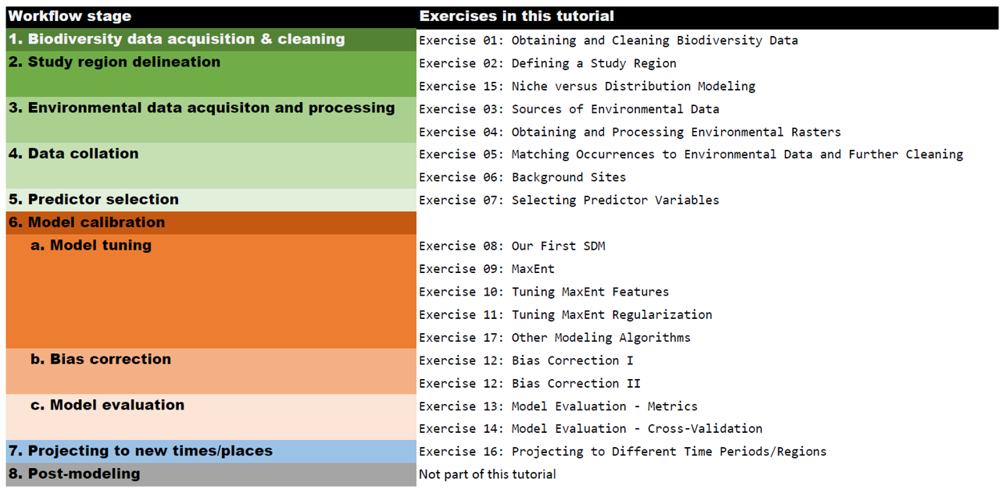 Workflow stage Exercises in this tutorial
1. Biodiversity data acquisition & cleaning Exercise 01: Obtaining and Cleaning Biodiversity Data
2. Study region delineation Exercise 02: Defining a Study Region
Exercise 15: Niche versus Distribution Modeling
3. Environmental data acquisiton and processing Exercise 03: Sources of Environmental Data
Exercise 04: Obtaining and Processing Environmental Rasters
4. Data collation Exercise 05: Matching Occurrences to Environmental Data and Further Cleaning
Exercise 06: Background Sites
5. Predictor selection Exercise 07: Selecting Predictor Variables
6. Model calibration
a. Model tuning Exercise 08: Our First SDM
Exercise 09: MaxEnt
Exercise 10: Tuning MaxEnt Features
Exercise 11: Tuning MaxEnt Regularization
Exercise 17: Other Modeling Algorithms
b. Bias correction Exercise 12: Bias Correction I
Exercise 12: Bias Correction II
c. Model evaluation Exercise 13: Model Evaluation - Metrics
Exercise 14: Model Evaluation - Cross-Validation
7. Projecting to new times/places Exercise 16: Projecting to Different Time Periods/Regions
8. Post-modeling Not part of this tutorial